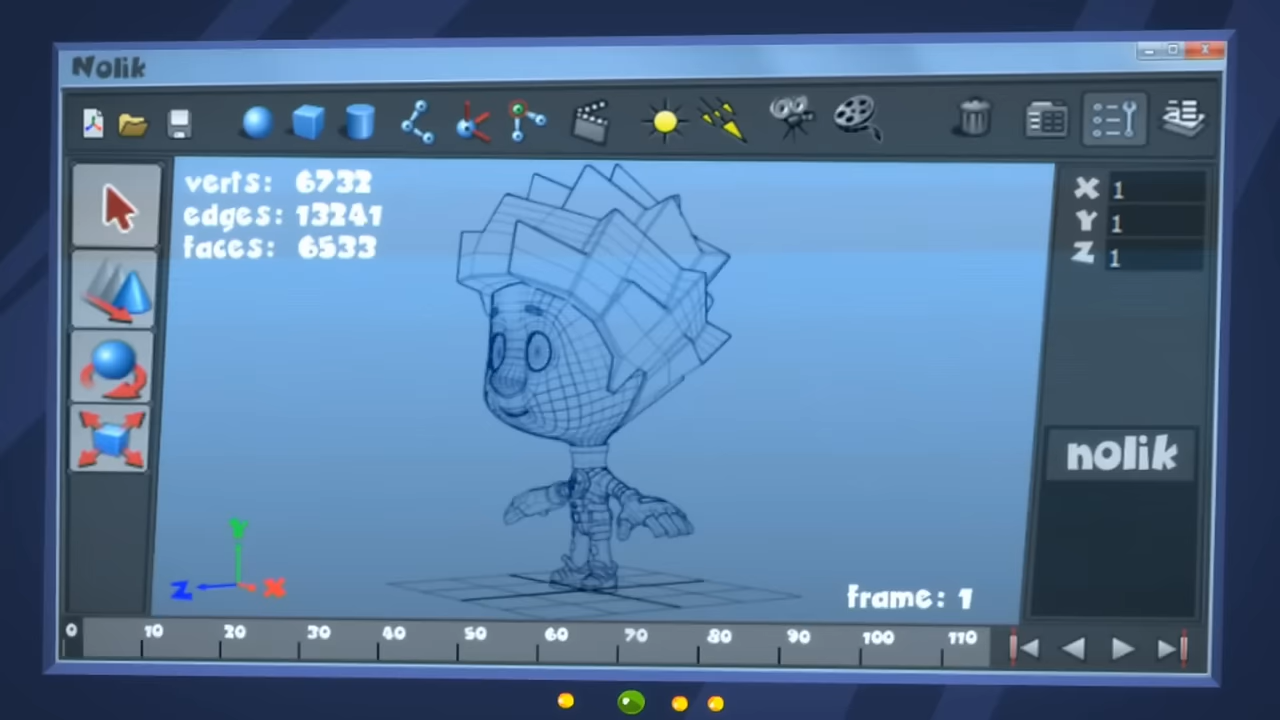 Nolik
verts: 6732
edges: 13241
faces: 6533
X 1
Y 1
Z 1
nolik
Y
Z X
frame: 1
0 10 20 30 40 50 60 70 80 90 100 110